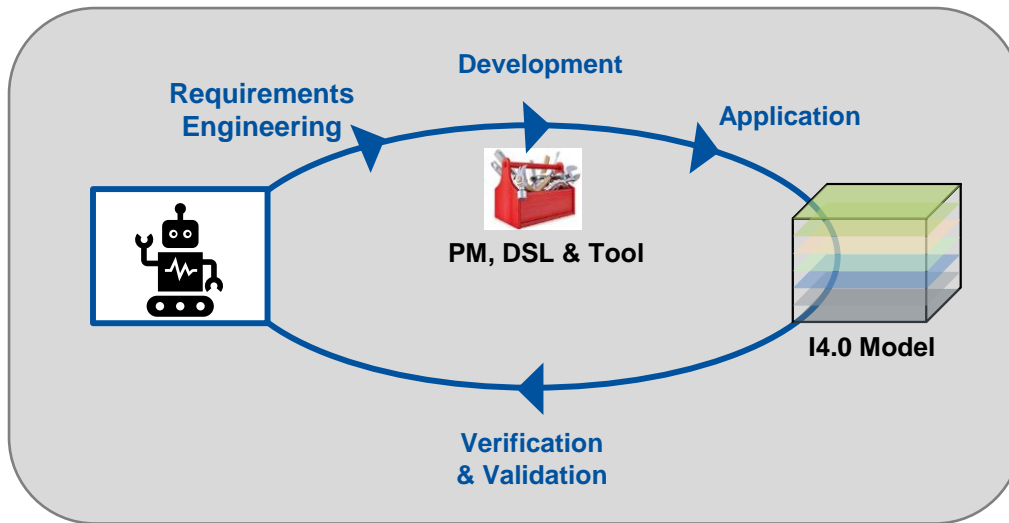 Development
Requirements
Engineering
Application
PM, DSL & Tool
I4.0 Model
Verification
& Validation